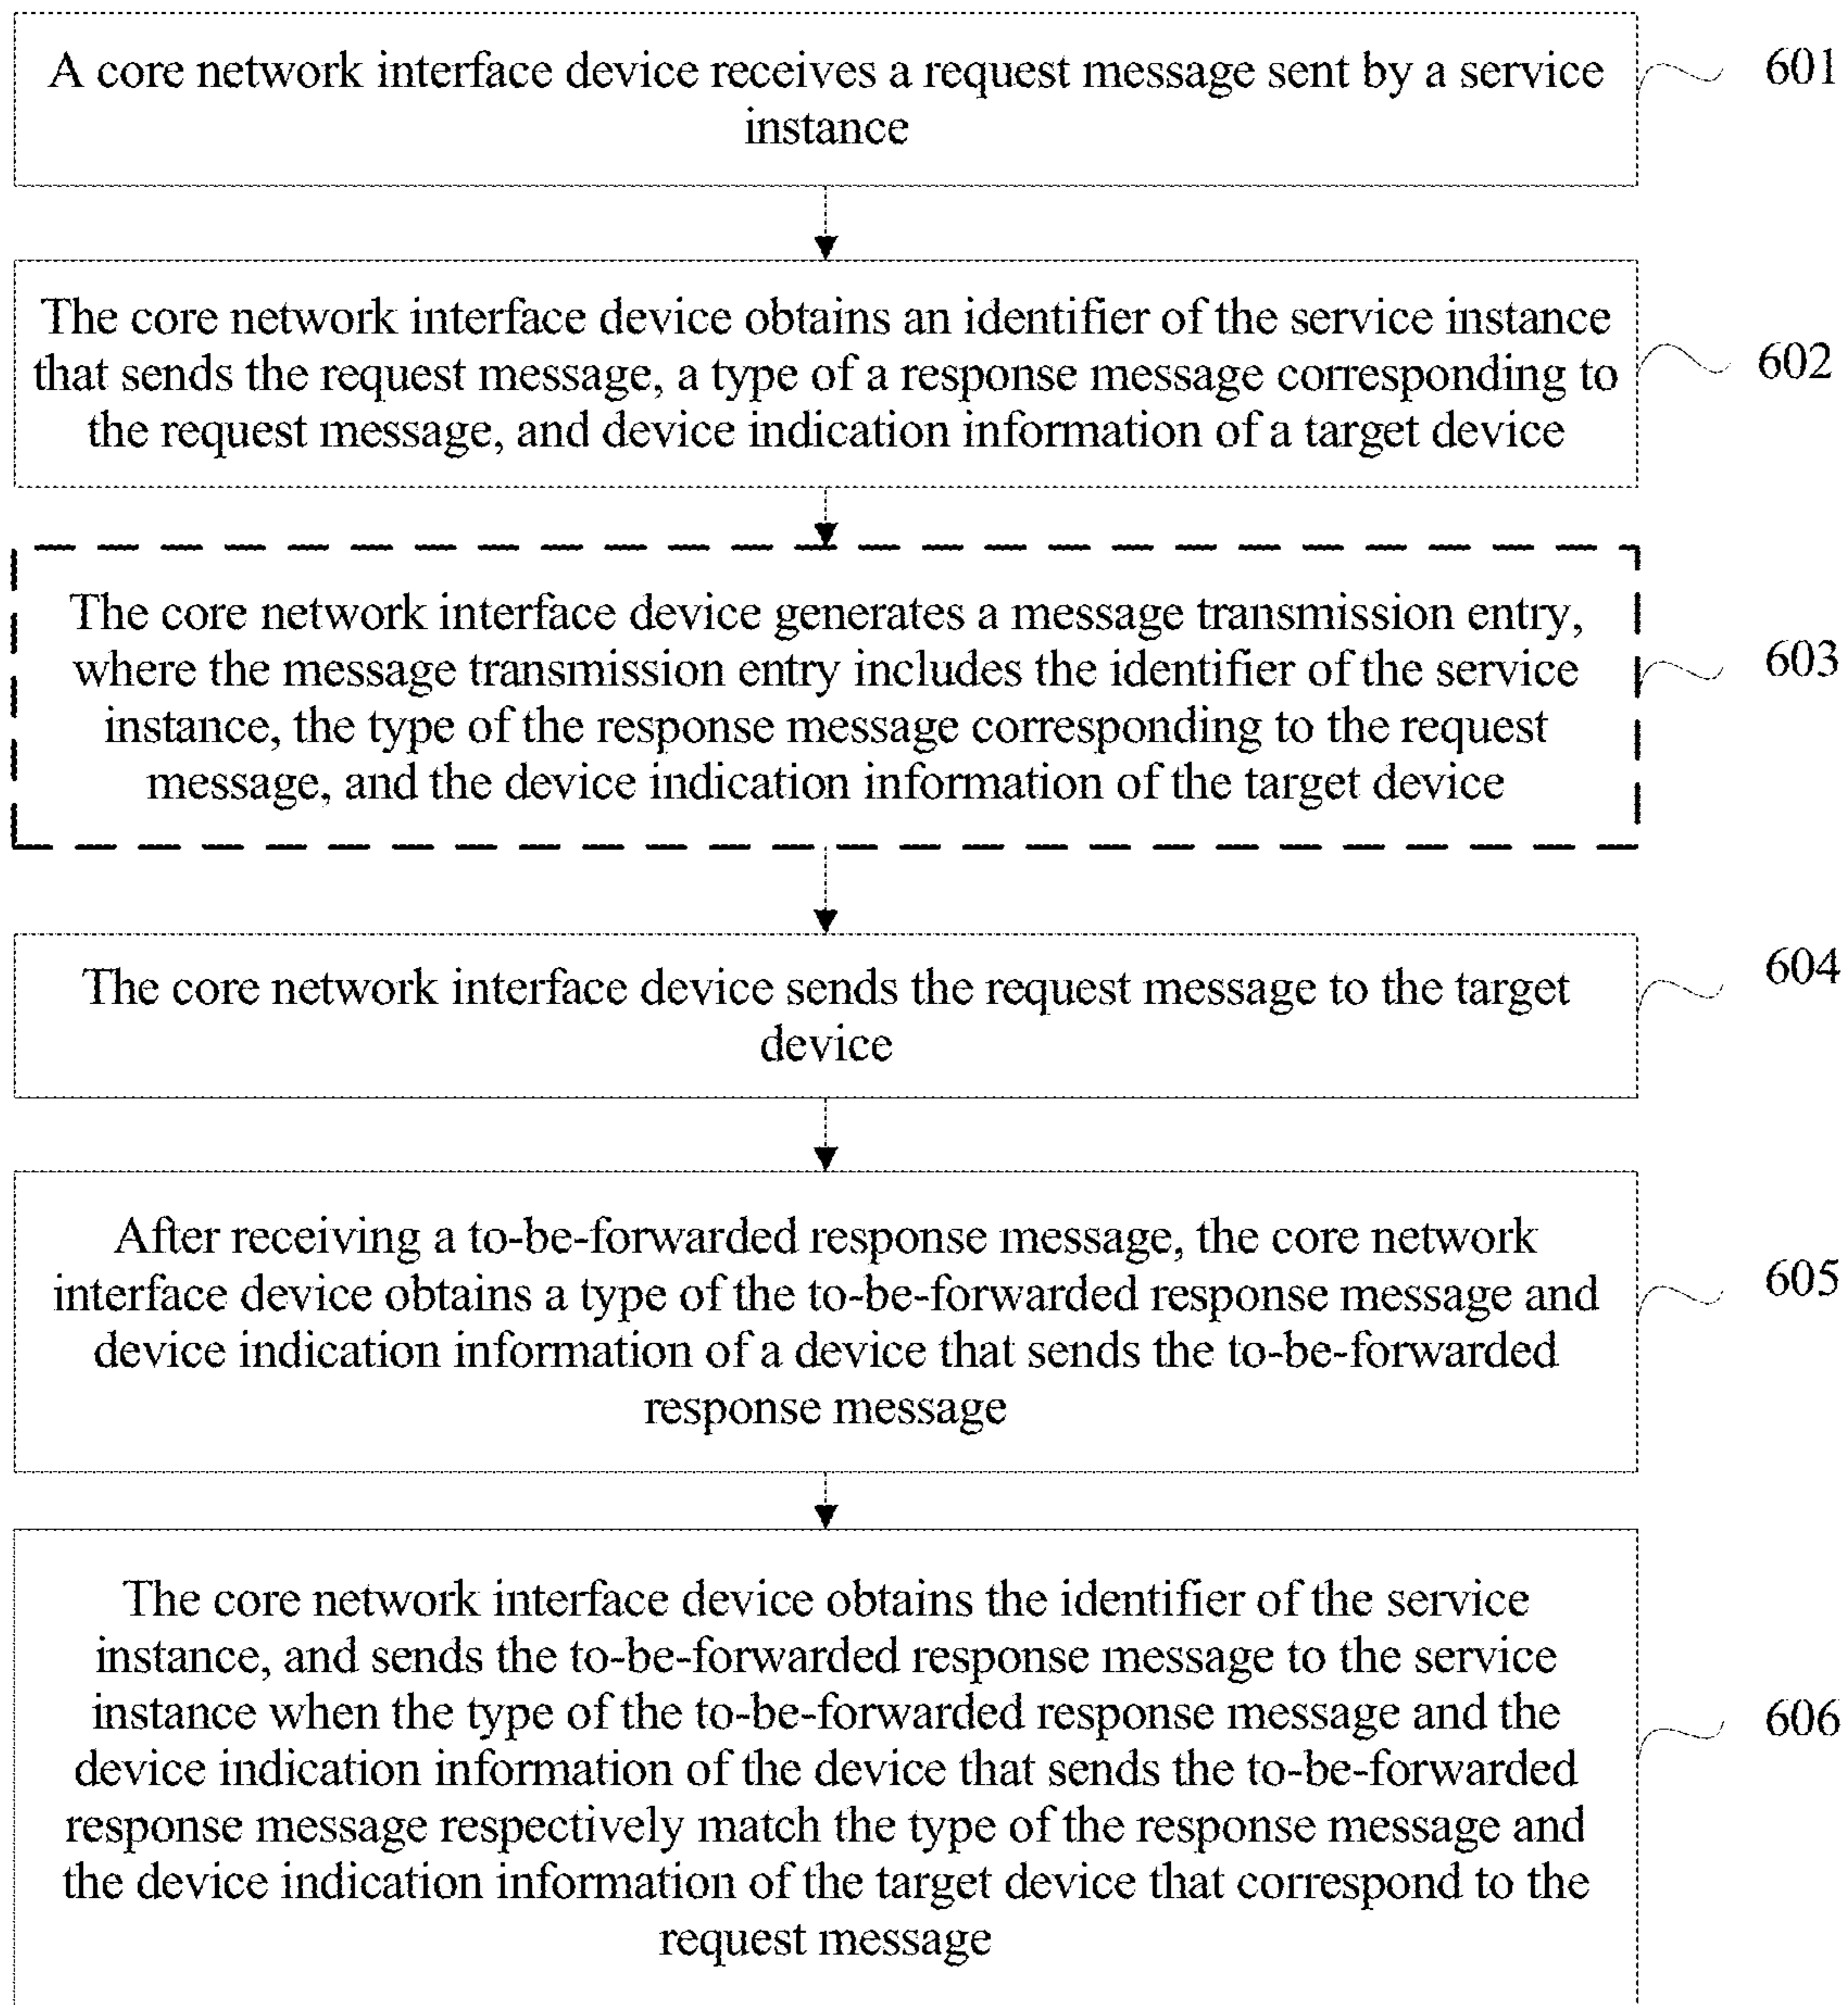 A core network interface device receives a request message sent by a service
instance
601
The core network interface device obtains an identifier of the service instance
that sends the request message, a type of a response message corresponding to
the request message, and device indication information of a target device
602
The core network interface device generates a message transmission entry,
where the message transmission entry includes the identifier of the service
instance, the type of the response message corresponding to the request
message, and the device indication information of the target device
603
The core network interface device sends the request message to the target
device
604
After receiving a to-be-forwarded response message, the core network
interface device obtains a type of the to-be-forwarded response message and
device indication information of a device that sends the to-be-forwarded
response message
605
The core network interface device obtains the identifier of the service
instance, and sends the to-be-forwarded response message to the service
instance when the type of the to-be-forwarded response message and the
device indication information of the device that sends the to-be-forwarded
response message respectively match the type of the response message and
the device indication information of the target device that correspond to the
request message
606